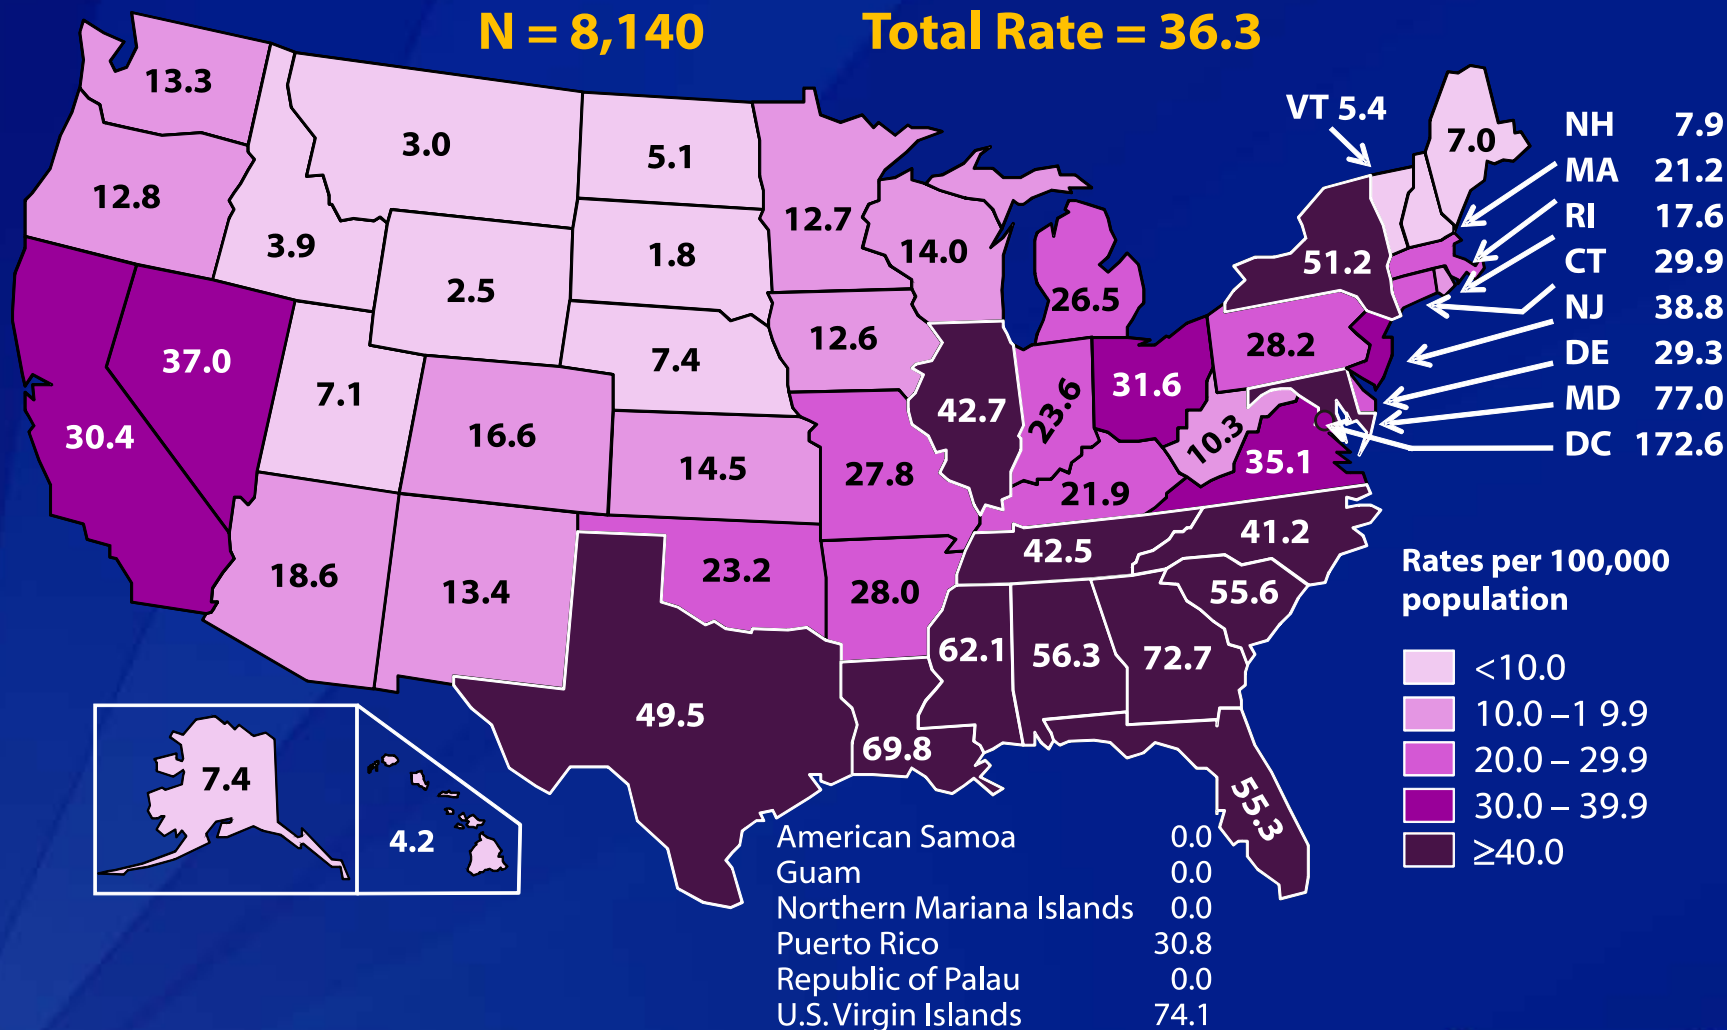 N = 8,140 Total Rate = 36.3
13.3
3.0
5.1
VT 5.4
7.0
NH 7.9
MA 21.2
RI 17.6
CT 29.9
NJ 38.8
DE 29.3
MD 77.0
DC 172.6
12.8
3.9
2.5
1.8
12.7
14.0
51.2
26.5
37.0
7.1
7.4
12.6
28.2
30.4
16.6
14.5
27.8
42.7
23.6
31.6
10.3
35.1
21.9
18.6
13.4
23.2
28.0
42.5
41.2
55.6
62.1
56.3
72.7
49.5
69.8
55.3
7.4
4.2
Rates per 100,000
population
<10.0
10.0 –1 9.9
20.0 – 29.9
30.0 – 39.9
≥40.0
American Samoa 0.0
Guam 0.0
Northern Mariana Islands 0.0
Puerto Rico 30.8
Republic of Palau 0.0
U.S. Virgin Islands 74.1